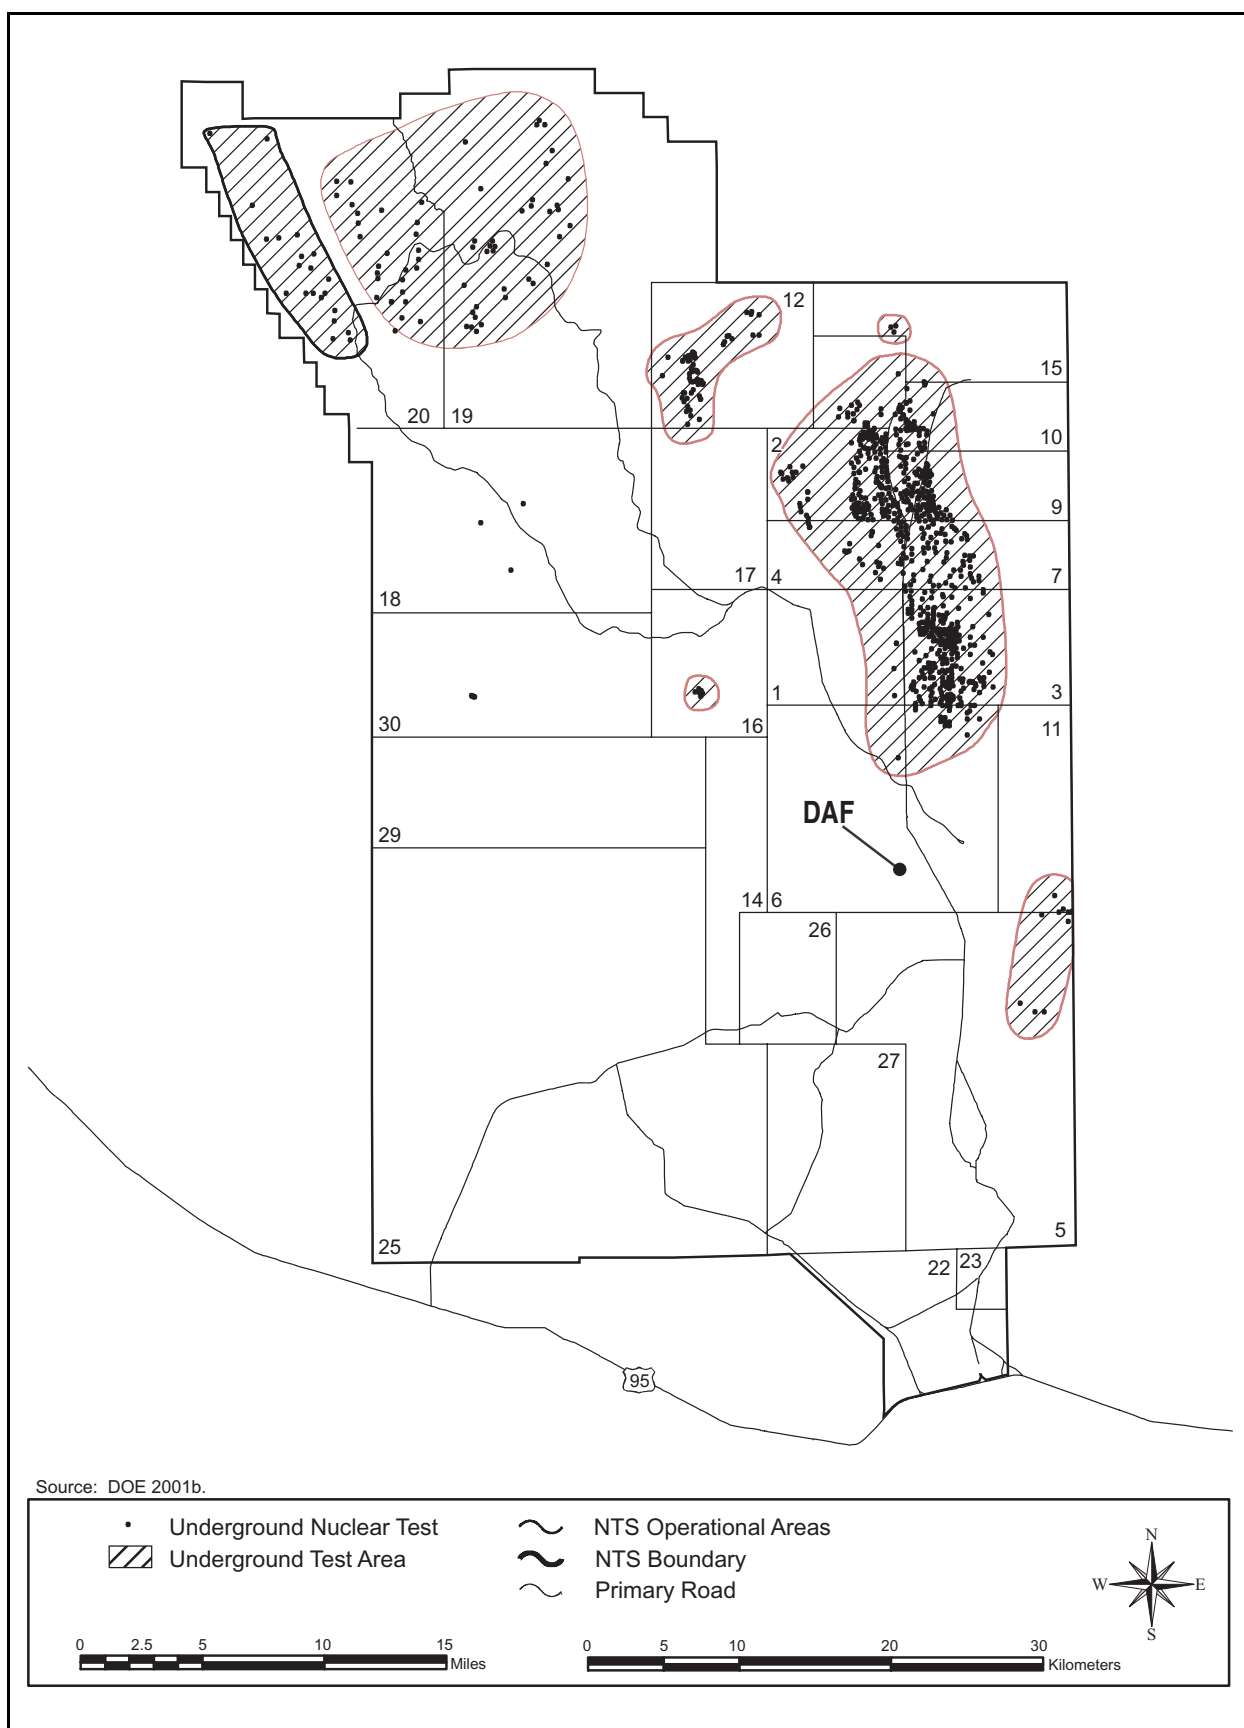 12
15
20 19
10
2
9
17 4 7
18
1 3
30 16 11
DAF
29
14 6
26
27
25 5
22 23
95
Source: DOE 2001b.
Underground Nuclear Test
Underground Test Area
NTS Operational Areas
NTS Boundary
Primary Road
N
W E
S
0 2.5 5 10 15
Miles
0 5 10 20 30
Kilometers